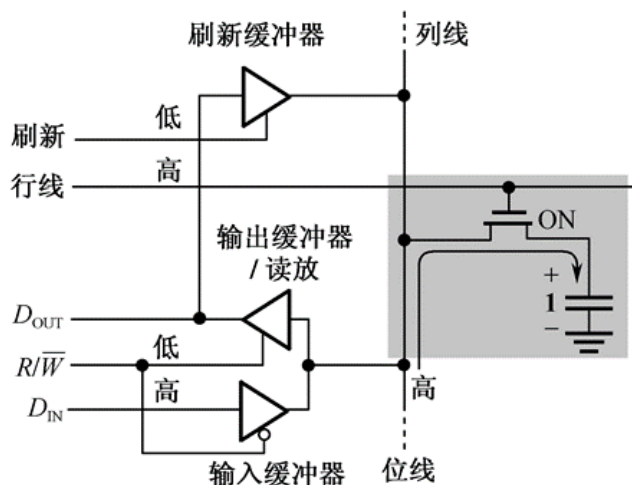 刷新缓冲器
列线
刷新
低
行线
高
ON
输出缓冲器
/ 读放
+
1
−
D_OUT
R/W̅
低
D_IN
高
高
输入缓冲器
位线